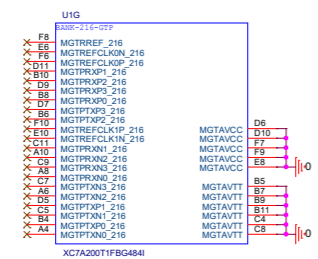 U1G
BANK-216-GTP
F8 MGTRREF_216
E6 MGTREFCLK0N_216
F6 MGTREFCLK0P_216
D11 MGTPRXP1_216
B10 MGTPRXP2_216
D9 MGTPRXP3_216
B8 MGTPRXP0_216
D7 MGTPTXP3_216
B6 MGTPTXP2_216
F10 MGTREFCLK1P_216 MGTAVCC D6
E10 MGTREFCLK1N_216 MGTAVCC D10
C11 MGTPRXN1_216 MGTAVCC F7
A10 MGTPRXN2_216 MGTAVCC F9
C9 MGTPRXN3_216 MGTAVCC E8
A8 MGTPRXN0_216
C7 MGTPTXN3_216 MGTAVTT B5
A6 MGTPTXN2_216 MGTAVTT B7
D5 MGTPTXP1_216 MGTAVTT B9
C5 MGTPTXN1_216 MGTAVTT B11
B4 MGTPTXP0_216 MGTAVTT C4
A4 MGTPTXN0_216 MGTAVTT C8
0
0
XC7A200T1FBG484I